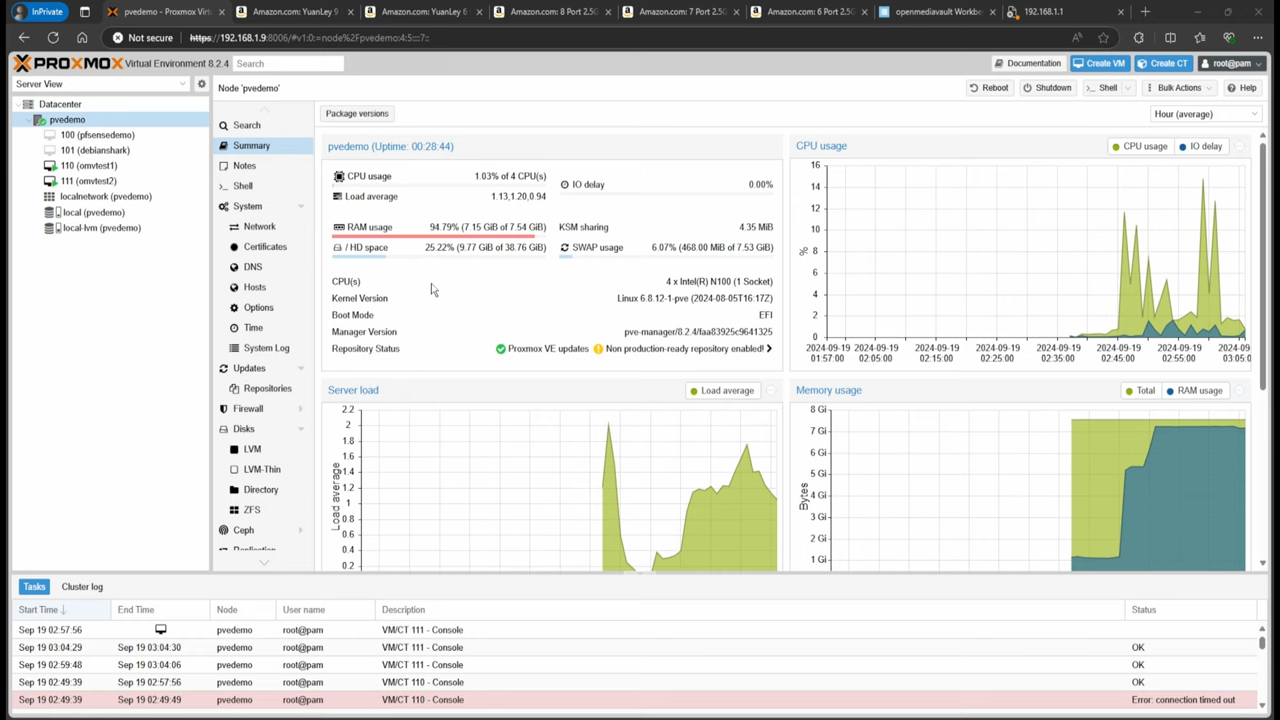 InPrivate
pvedemo - Proxmox Virtu
Amazon.com: YuanLey 9
Amazon.com: YuanLey 6
Amazon.com: 8 Port 2.5G
Amazon.com: 7 Port 2.5G
Amazon.com: 6 Port 2.5G
openmediavault Workbe
192.168.1.1
Not secure
https://192.168.1.9:8006/#v1:0:=node%2Fpvedemo:4:5::::7::
PROXMOX Virtual Environment 8.2.4 Search Documentation Create VM Create CT root@pam
Server View
Node 'pvedemo'
Reboot Shutdown Shell Bulk Actions Help
Datacenter
pvedemo
100 (pfsensedemo)
101 (debianshark)
110 (omvtest1)
111 (omvtest2)
localnetwork (pvedemo)
local (pvedemo)
local-lvm (pvedemo)
Search
Summary
Notes
Shell
System
Network
Certificates
DNS
Hosts
Options
Time
System Log
Updates
Repositories
Firewall
Disks
LVM
LVM-Thin
Directory
ZFS
Ceph
Replication
Package versions
Hour (average)
pvedemo (Uptime: 00:28:44)
CPU usage 1.03% of 4 CPU(s)
IO delay 0.00%
Load average 1.13,1.20,0.94
RAM usage 94.79% (7.15 GiB of 7.54 GiB)
KSM sharing 4.35 MiB
/ HD space 25.22% (9.77 GiB of 38.76 GiB)
SWAP usage 6.07% (468.00 MiB of 7.53 GiB)
CPU(s) 4 x Intel(R) N100 (1 Socket)
Kernel Version Linux 6.8.12-1-pve (2024-08-05T16:17Z)
Boot Mode EFI
Manager Version pve-manager/8.2.4/faa83925c9641325
Repository Status Proxmox VE updates Non production-ready repository enabled!
CPU usage
CPU usage IO delay
16
14
12
10
8
6
4
2
0
%
2024-09-19 2024-09-19 2024-09-19 2024-09-19 2024-09-19 2024-09-19 2024-09-19 2024-09
01:57:00 02:05:00 02:15:00 02:25:00 02:35:00 02:45:00 02:55:00 03:05:0
Server load
Load average
2.2
2
1.8
1.6
1.4
1.2
1
0.8
0.6
0.4
0.2
Load average
Memory usage
Total RAM usage
8 Gi
7 Gi
6 Gi
5 Gi
4 Gi
3 Gi
2 Gi
1 Gi
Bytes
Tasks Cluster log
Start Time End Time Node User name Description Status
Sep 19 02:57:56 pvedemo root@pam VM/CT 111 - Console
Sep 19 03:04:29 Sep 19 03:04:30 pvedemo root@pam VM/CT 111 - Console OK
Sep 19 02:59:48 Sep 19 03:04:06 pvedemo root@pam VM/CT 111 - Console OK
Sep 19 02:49:39 Sep 19 02:57:56 pvedemo root@pam VM/CT 110 - Console OK
Sep 19 02:49:39 Sep 19 02:49:49 pvedemo root@pam VM/CT 110 - Console Error: connection timed out